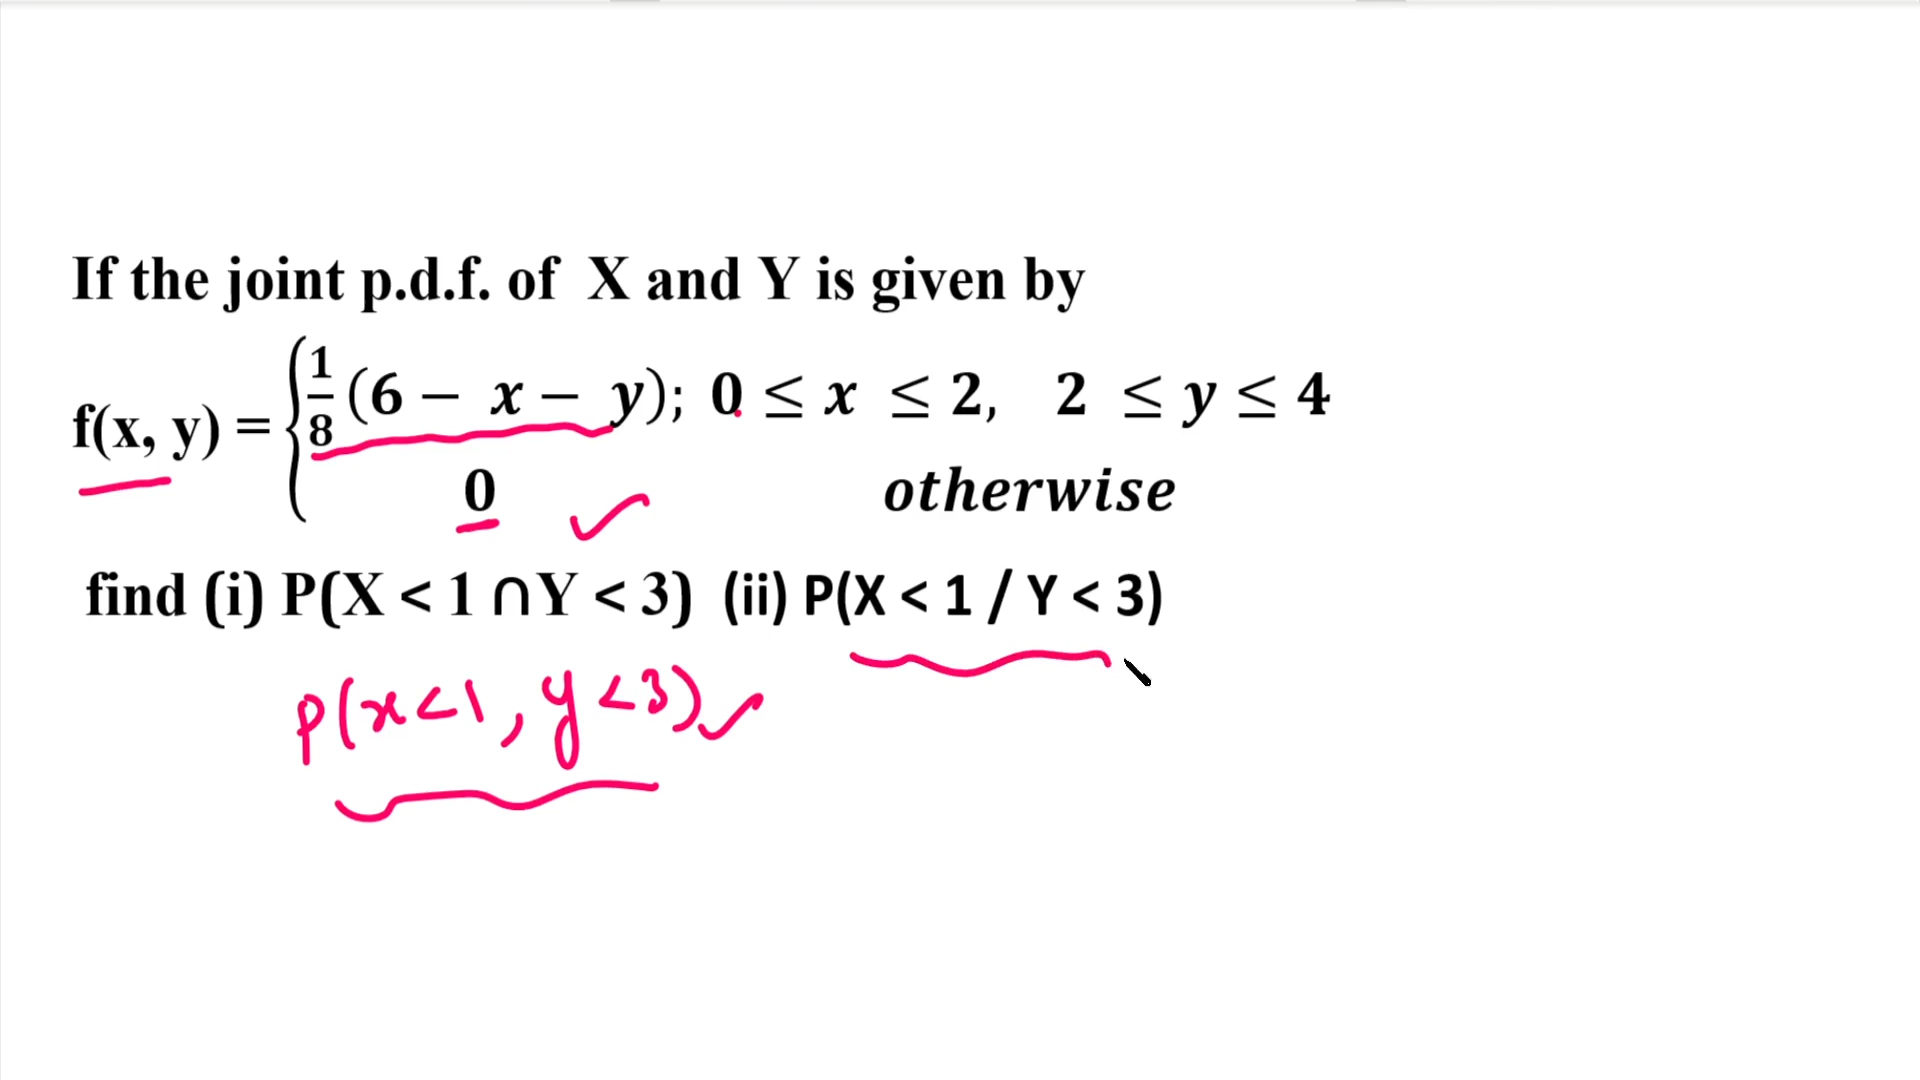 If the joint p.d.f. of X and Y is given by
f(x, y) = { 1/8 (6 − x − y); 0 ≤ x ≤ 2, 2 ≤ y ≤ 4
0 otherwise
find (i) P(X < 1 ∩ Y < 3) (ii) P(X < 1 / Y < 3)
P(x<1, y<3)